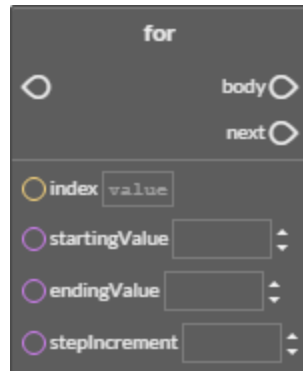 for
body
next
index value
startingValue
endingValue
stepIncrement